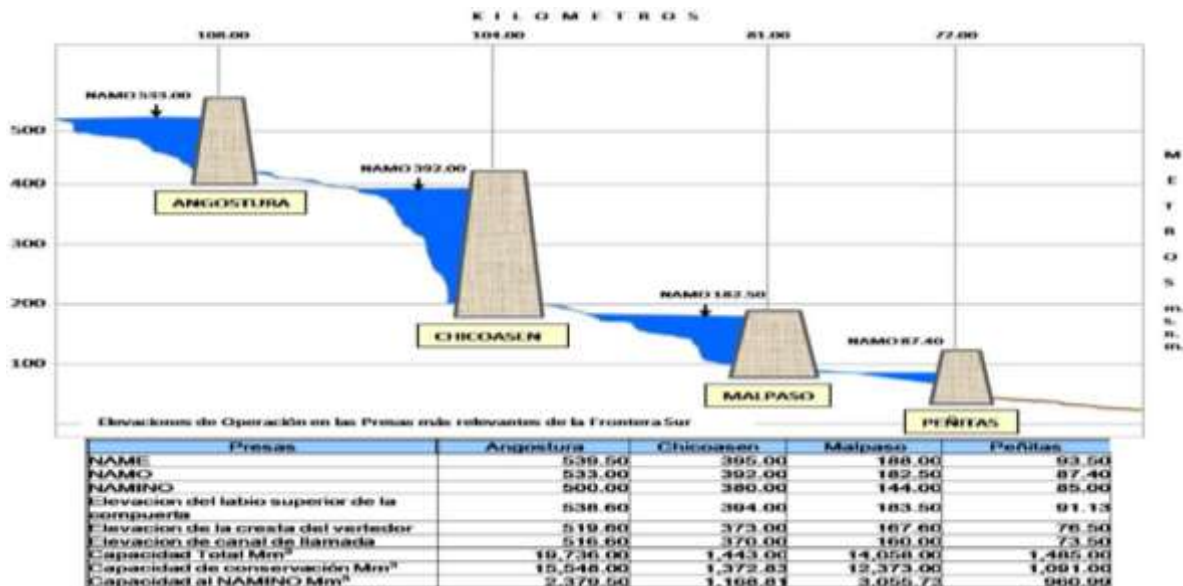 KILOMETROS
108.00 104.00 81.00 77.00
NAMO 533.00
500
400
300
200
100
NAMO 392.00
ANGOSTURA
NAMO 182.50
CHICOASEN
NAMO 87.40
MALPASO
PEÑITAS
METROS m.s.n.m.
Elevaciones de Operación en las Presas más relevantes de la Frontera Sur
Presas Angostura Chicoasen Malpaso Peñitas
NAME 539.50 395.00 188.00 93.50
NAMO 533.00 392.00 182.50 87.40
NAMINO 500.00 380.00 144.00 85.00
Elevacion del labio superior de la
compuerta 538.60 394.00 183.50 91.13
Elevacion de la cresta del vertedor 519.60 373.00 167.60 76.50
Elevacion de canal de llamada 516.60 370.00 160.00 73.50
Capacidad Total Mm³ 19,736.00 1,443.00 14,058.00 1,485.00
Capacidad de conservación Mm³ 15,548.00 1,372.83 12,373.00 1,091.00
Capacidad al NAMINO Mm³ 2,379.50 1,168.81 3,055.73 960.99